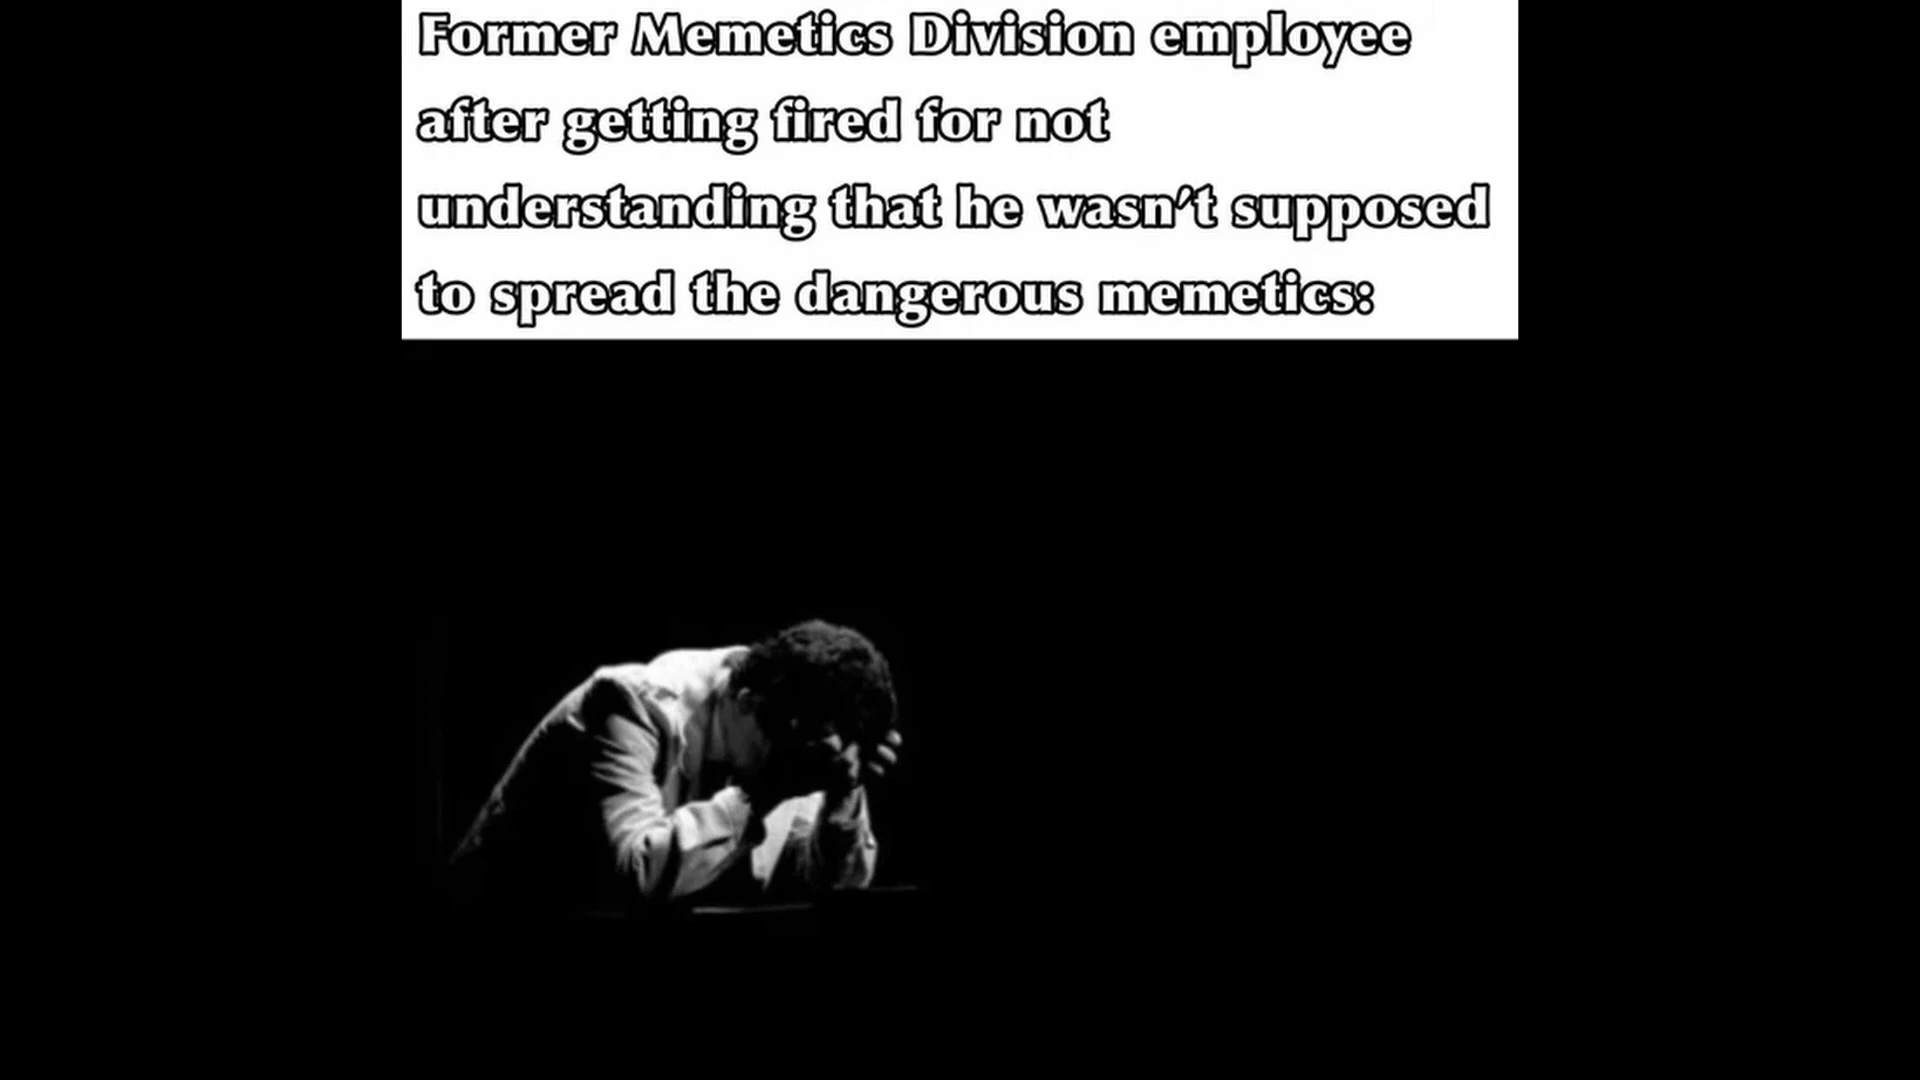 Former Memetics Division employee
after getting fired for not
understanding that he wasn't supposed
to spread the dangerous memetics: